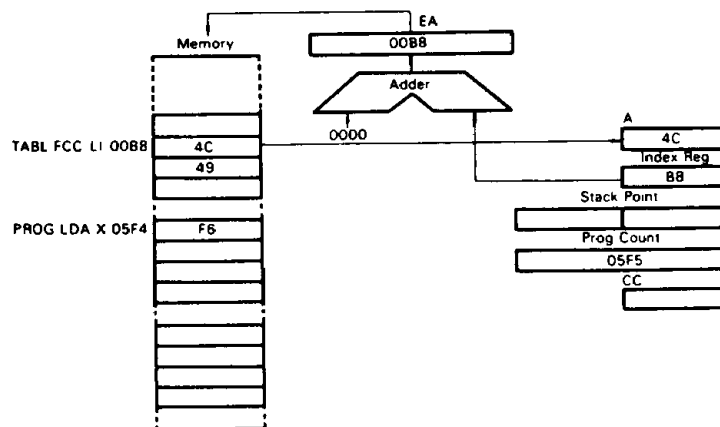 EA
Memory
00B8
Adder
A
0000
TABL FCC LI 00B8
4C
4C
49
Index Reg
B8
Stack Point
PROG LDA X 05F4
F6
Prog Count
05F5
CC